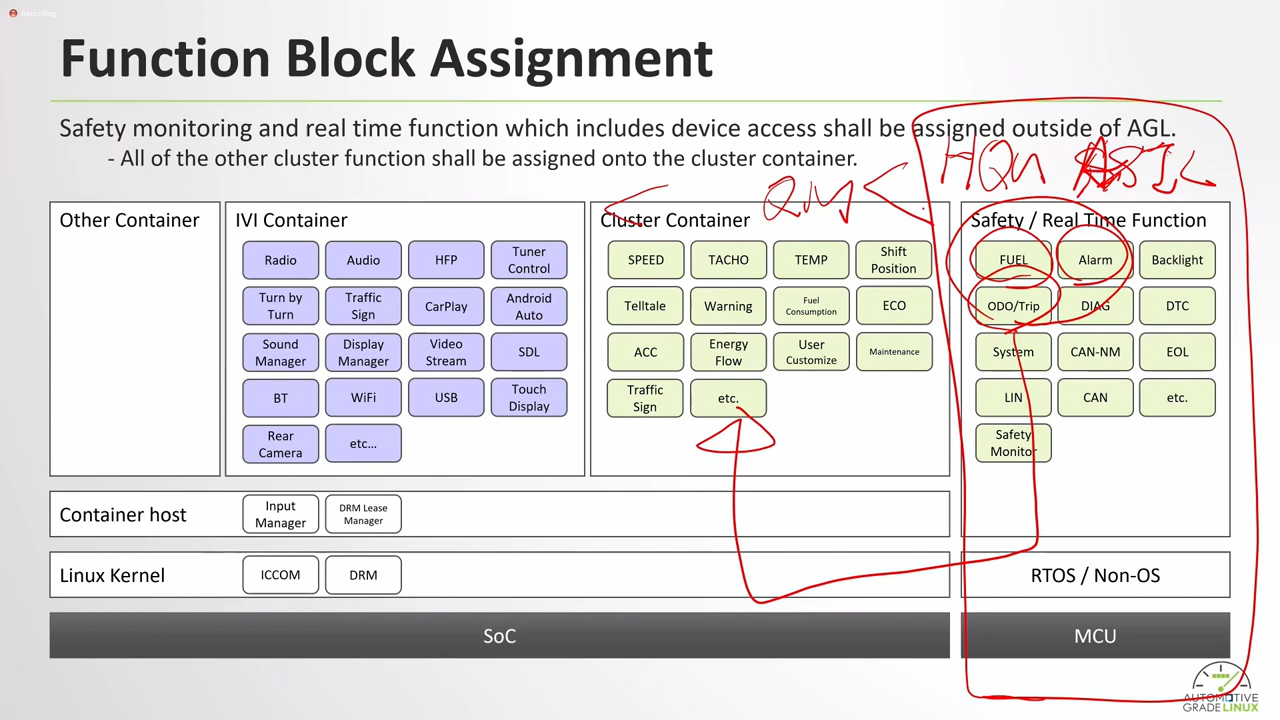 Recording
Function Block Assignment
Safety monitoring and real time function which includes device access shall be assigned outside of AGL.
- All of the other cluster function shall be assigned onto the cluster container.
QM
Other Container
IVI Container
Radio
Audio
HFP
Tuner
Control
Turn by
Turn
Traffic
Sign
CarPlay
Android
Auto
Sound
Manager
Display
Manager
Video
Stream
SDL
BT
WiFi
USB
Touch
Display
Rear
Camera
etc...
Cluster Container
SPEED
TACHO
TEMP
Shift
Position
Telltale
Warning
Fuel
Consumption
ECO
ACC
Energy
Flow
User
Customize
Maintenance
Traffic
Sign
etc.
Safety / Real Time Function
FUEL
Alarm
Backlight
ODO/Trip
DIAG
DTC
System
CAN-NM
EOL
LIN
CAN
etc.
Safety
Monitor
Container host
Input
Manager
DRM Lease
Manager
Linux Kernel
ICCOM
DRM
RTOS / Non-OS
SoC
MCU
AUTOMOTIVE
GRADE LINUX